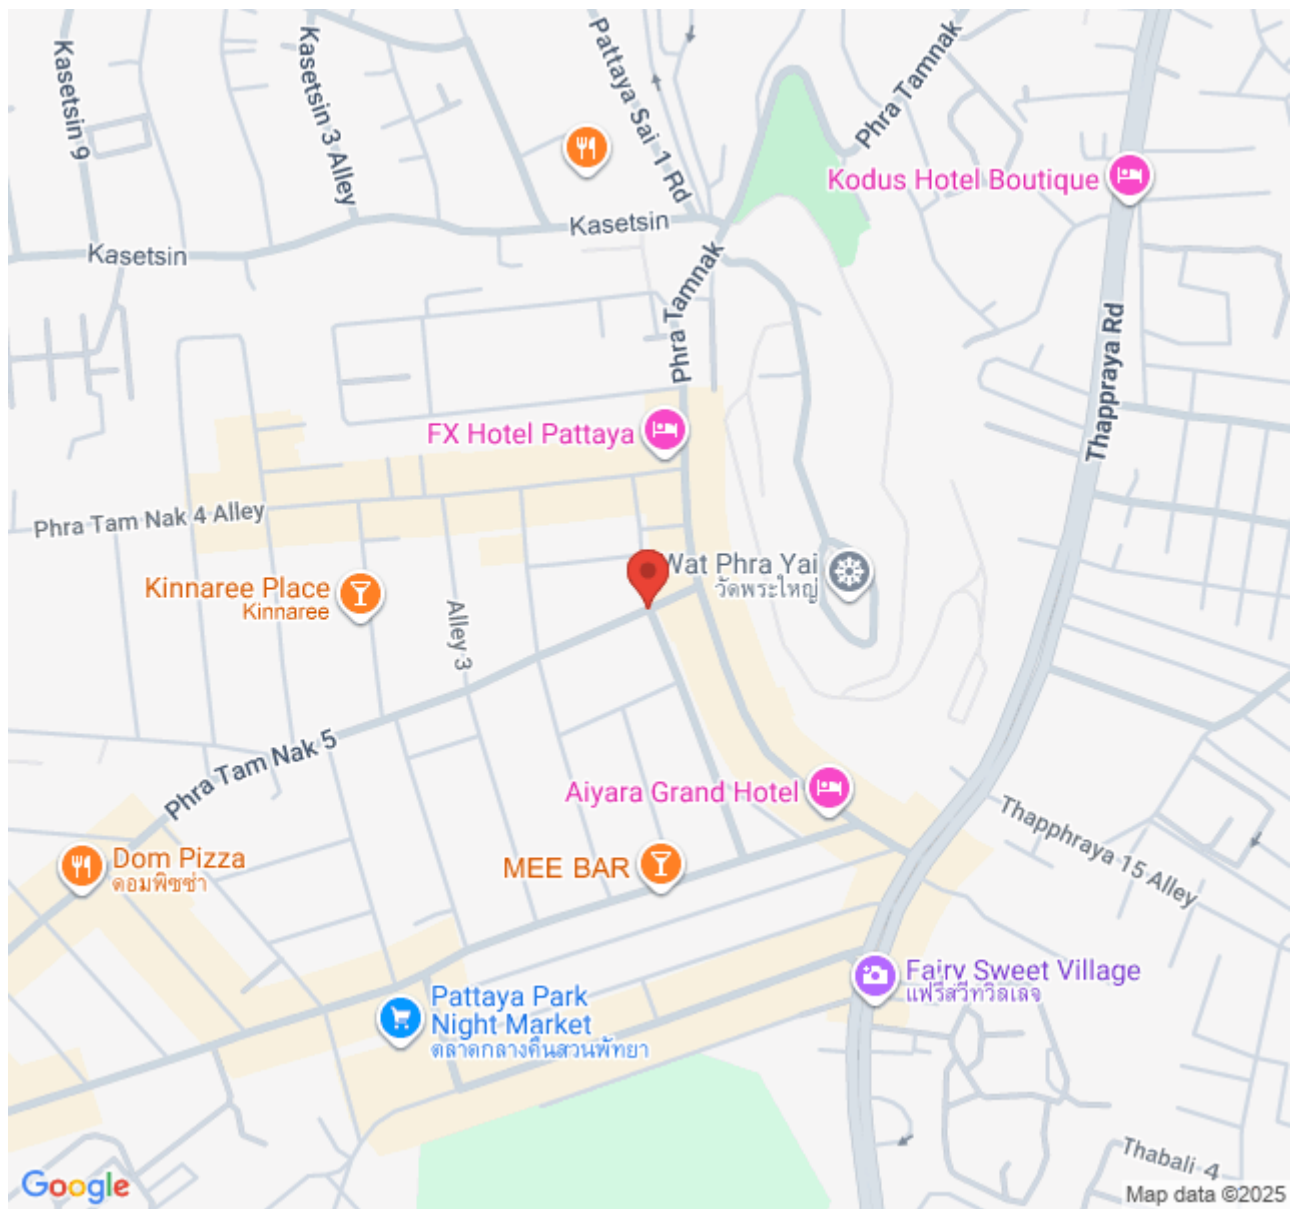 Kasetsin 9
Kasetsin 3 Alley
Pattaya Sai 1 Rd
Phra Tamnak
Kodus Hotel Boutique
Kasetsin
Kasetsin
Phra Tamnak
Thappraya Rd
FX Hotel Pattaya
Phra Tam Nak 4 Alley
Wat Phra Yai
วัดพระใหญ่
Kinnaree Place
Kinnaree
Alley 3
Phra Tam Nak 5
Aiyara Grand Hotel
Thapphraya 15 Alley
Dom Pizza
ดอมพิซซ่า
MEE BAR
Fairy Sweet Village
แฟรี่สวีทวิลเลจ
Pattaya Park
Night Market
ตลาดกลางคืนสวนพัทยา
Thabali 4
Google
Map data ©2025